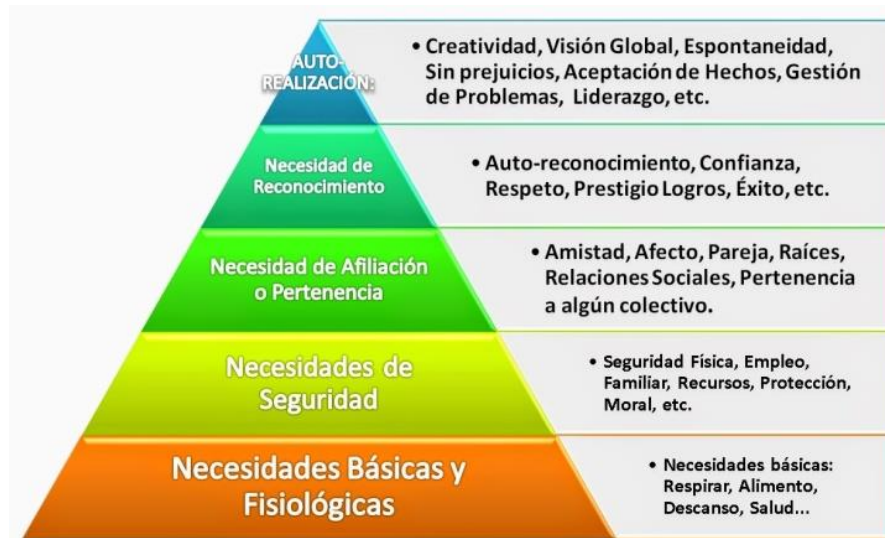 AUTO-
REALIZACIÓN:
• Creatividad, Visión Global, Espontaneidad,
Sin prejuicios, Aceptación de Hechos, Gestión
de Problemas, Liderazgo, etc.
Necesidad de
Reconocimiento
• Auto-reconocimiento, Confianza,
Respeto, Prestigio Logros, Éxito, etc.
Necesidad de Afiliación
o Pertenencia
• Amistad, Afecto, Pareja, Raíces,
Relaciones Sociales, Pertenencia
a algún colectivo.
Necesidades de
Seguridad
• Seguridad Física, Empleo,
Familiar, Recursos, Protección,
Moral, etc.
Necesidades Básicas y
Fisiológicas
• Necesidades básicas:
Respirar, Alimento,
Descanso, Salud...